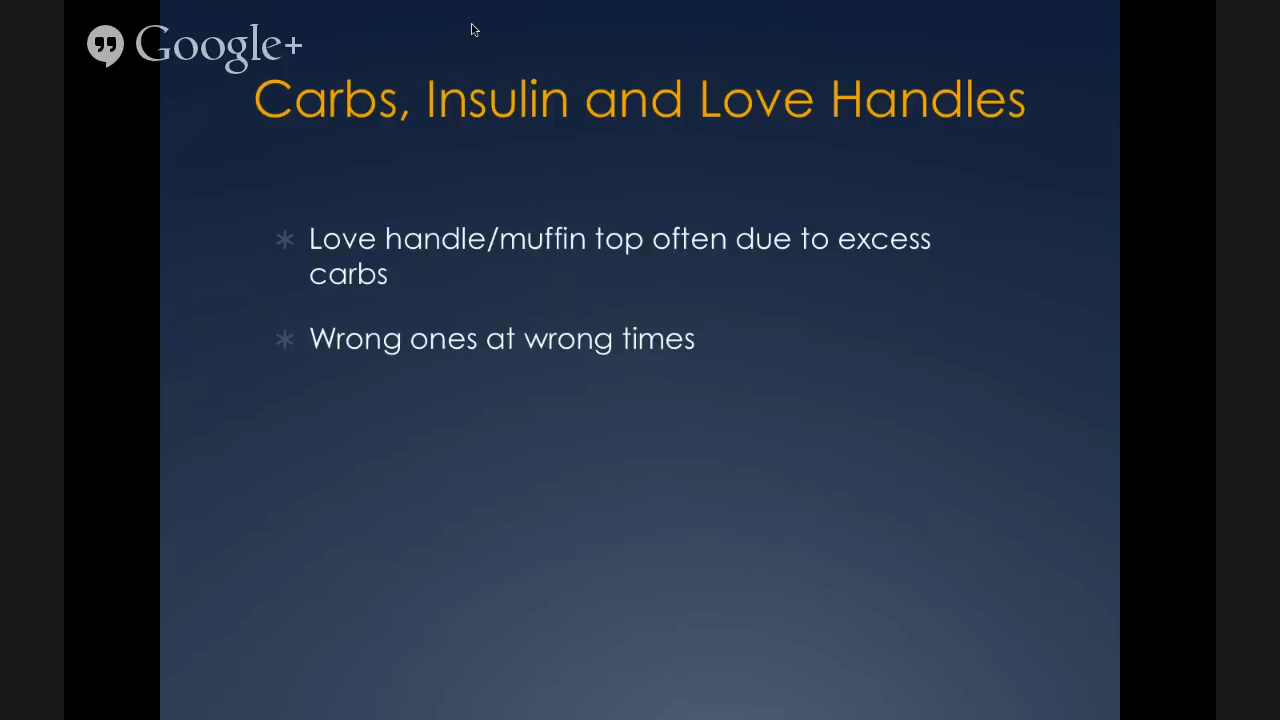 Google+
Carbs, Insulin and Love Handles
Love handle/muffin top often due to excess
carbs
Wrong ones at wrong times